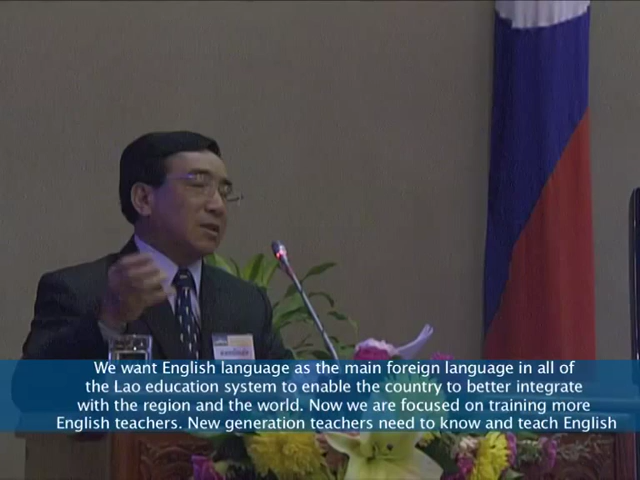 We want English language as the main foreign language in all of
the Lao education system to enable the country to better integrate
with the region and the world. Now we are focused on training more
English teachers. New generation teachers need to know and teach English